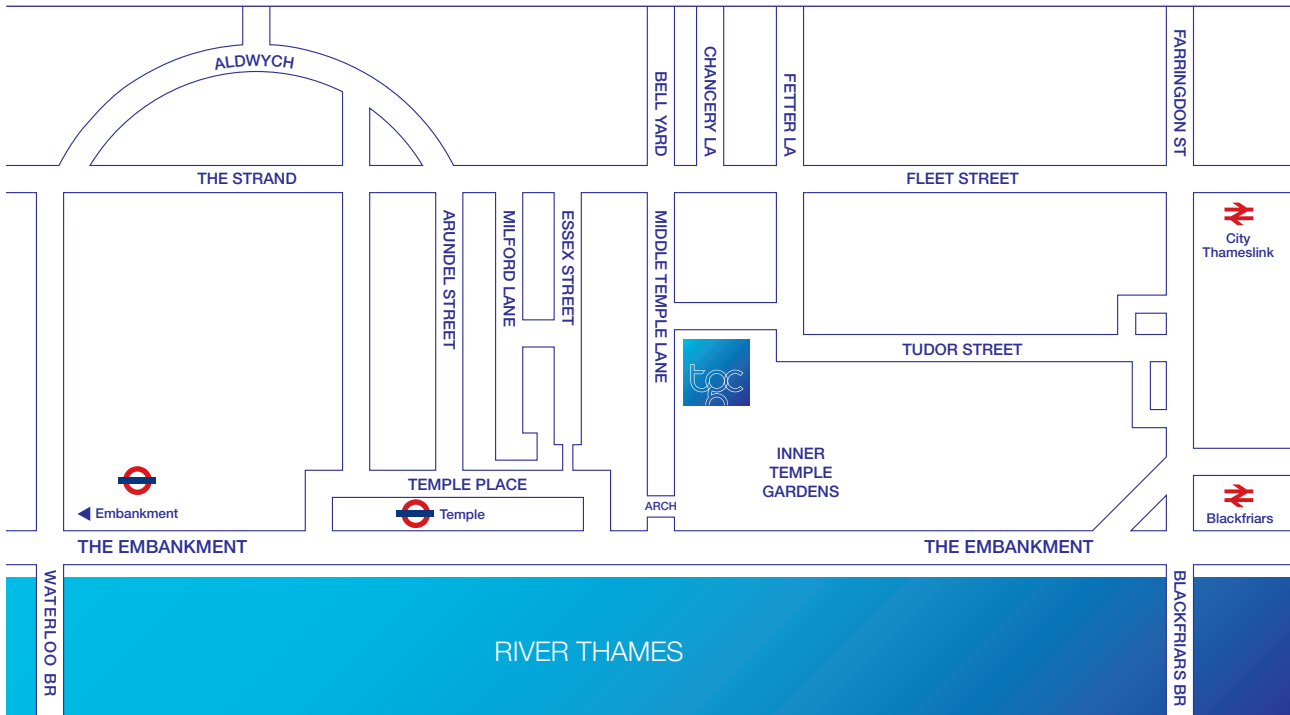 ALDWYCH
BELL YARD
CHANCERY LA
FETTER LA
FARRINGDON ST
THE STRAND
FLEET STREET
ARUNDEL STREET
MILFORD LANE
ESSEX STREET
MIDDLE TEMPLE LANE
City
Thameslink
TUDOR STREET
tgc
INNER
TEMPLE
GARDENS
TEMPLE PLACE
ARCH
Embankment
Temple
Blackfriars
THE EMBANKMENT
THE EMBANKMENT
WATERLOO BR
RIVER THAMES
BLACKFRIARS BR